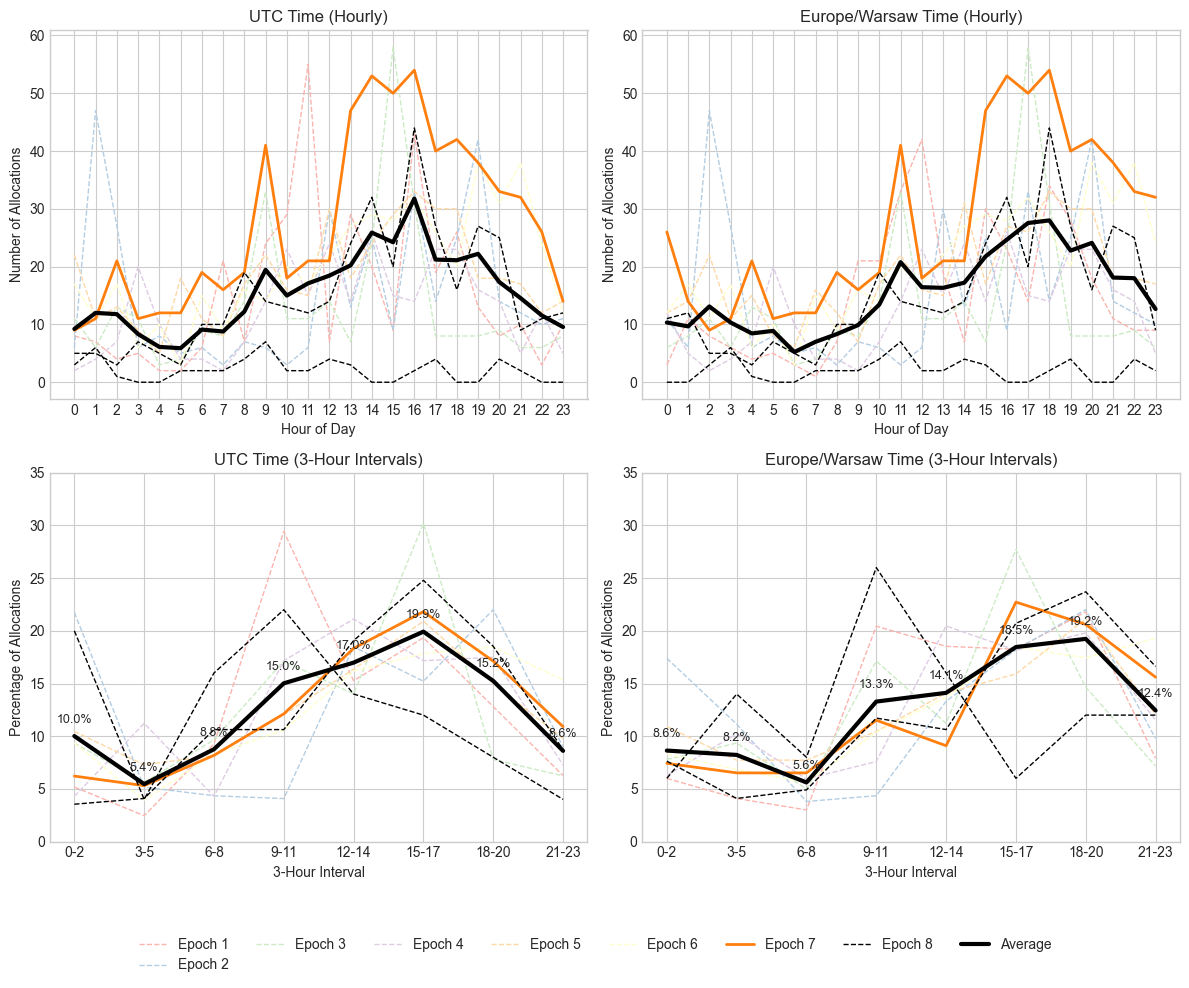 UTC Time (Hourly)
Number of Allocations
60
50
40
30
20
10
0
0 1 2 3 4 5 6 7 8 9 10 11 12 13 14 15 16 17 18 19 20 21 22 23
Hour of Day
Europe/Warsaw Time (Hourly)
Number of Allocations
60
50
40
30
20
10
0
0 1 2 3 4 5 6 7 8 9 10 11 12 13 14 15 16 17 18 19 20 21 22 23
Hour of Day
UTC Time (3-Hour Intervals)
Percentage of Allocations
35
30
25
20
15
10
5
0
10.0%
5.4%
8.8%
15.0%
17.0%
19.9%
15.2%
8.6%
0-2 3-5 6-8 9-11 12-14 15-17 18-20 21-23
3-Hour Interval
Europe/Warsaw Time (3-Hour Intervals)
Percentage of Allocations
35
30
25
20
15
10
5
0
8.6%
8.2%
5.6%
13.3%
14.1%
18.5%
19.2%
12.4%
0-2 3-5 6-8 9-11 12-14 15-17 18-20 21-23
3-Hour Interval
Epoch 1 Epoch 3 Epoch 4 Epoch 5 Epoch 6 Epoch 7 Epoch 8 Average
Epoch 2